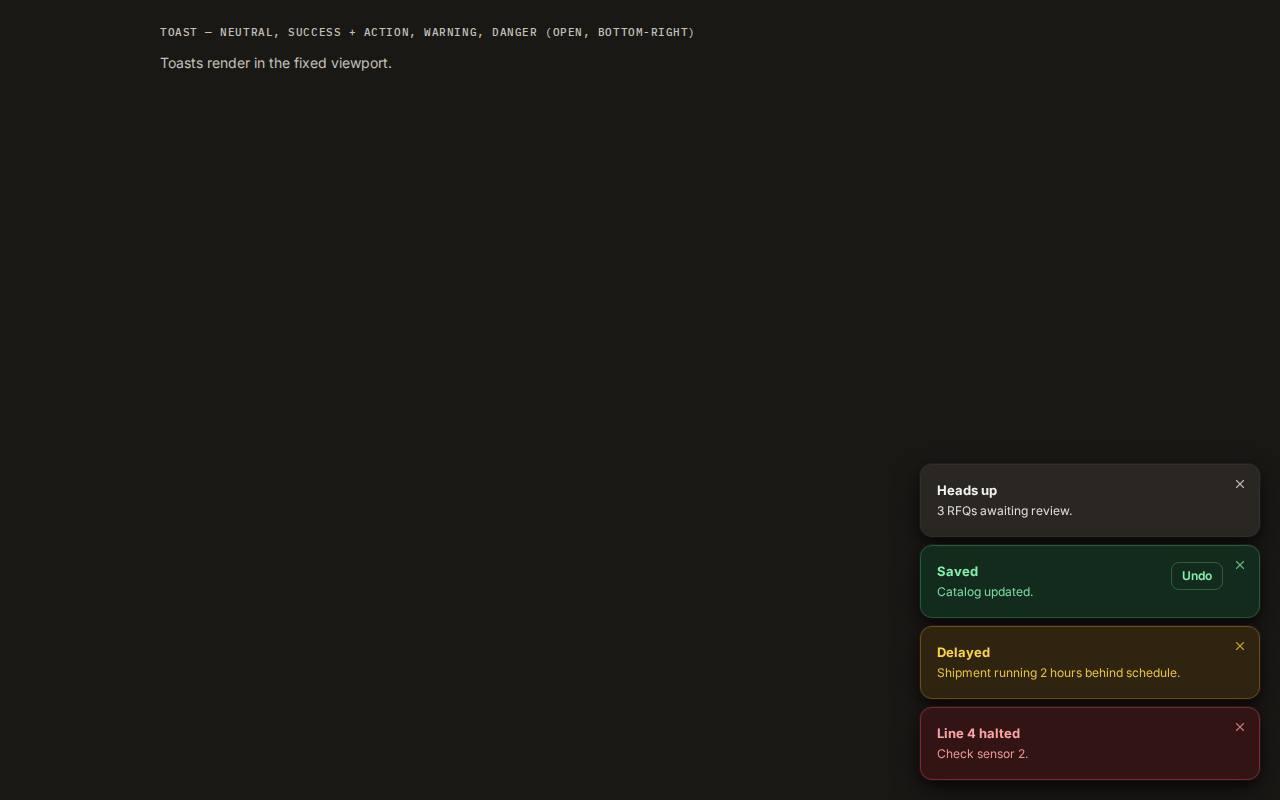 TOAST — NEUTRAL, SUCCESS + ACTION, WARNING, DANGER (OPEN, BOTTOM-RIGHT)
Toasts render in the fixed viewport.
Heads up
3 RFQs awaiting review.
Saved
Catalog updated.
Undo
Delayed
Shipment running 2 hours behind schedule.
Line 4 halted
Check sensor 2.